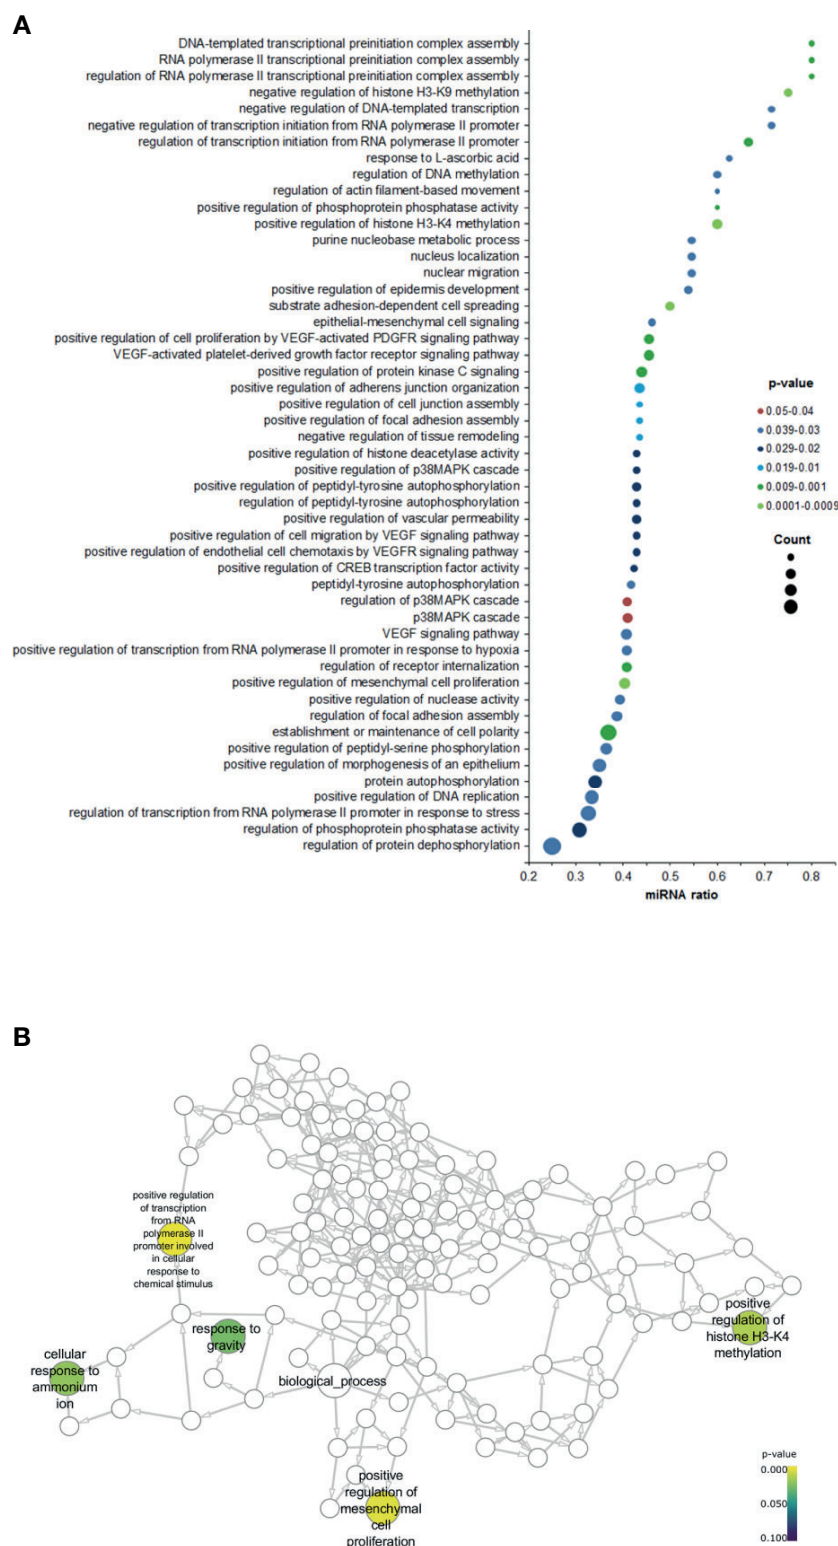 A
DNA-templated transcriptional preinitiation complex assembly
RNA polymerase II transcriptional preinitiation complex assembly
regulation of RNA polymerase II transcriptional preinitiation complex assembly
negative regulation of histone H3-K9 methylation
negative regulation of DNA-templated transcription
negative regulation of transcription initiation from RNA polymerase II promoter
regulation of transcription initiation from RNA polymerase II promoter
response to L-ascorbic acid
regulation of DNA methylation
regulation of actin filament-based movement
positive regulation of phosphoprotein phosphatase activity
positive regulation of histone H3-K4 methylation
purine nucleobase metabolic process
nucleus localization
nuclear migration
positive regulation of epidermis development
substrate adhesion-dependent cell spreading
epithelial-mesenchymal cell signaling
positive regulation of cell proliferation by VEGF-activated PDGFR signaling pathway
VEGF-activated platelet-derived growth factor receptor signaling pathway
positive regulation of protein kinase C signaling
positive regulation of adherens junction organization
positive regulation of cell junction assembly
positive regulation of focal adhesion assembly
negative regulation of tissue remodeling
positive regulation of histone deacetylase activity
positive regulation of p38MAPK cascade
positive regulation of peptidyl-tyrosine autophosphorylation
regulation of peptidyl-tyrosine autophosphorylation
positive regulation of vascular permeability
positive regulation of cell migration by VEGF signaling pathway
positive regulation of endothelial cell chemotaxis by VEGFR signaling pathway
positive regulation of CREB transcription factor activity
peptidyl-tyrosine autophosphorylation
regulation of p38MAPK cascade
p38MAPK cascade
VEGF signaling pathway
positive regulation of transcription from RNA polymerase II promoter in response to hypoxia
regulation of receptor internalization
positive regulation of mesenchymal cell proliferation
positive regulation of nuclease activity
regulation of focal adhesion assembly
establishment or maintenance of cell polarity
positive regulation of peptidyl-serine phosphorylation
positive regulation of morphogenesis of an epithelium
protein autophosphorylation
positive regulation of DNA replication
regulation of transcription from RNA polymerase II promoter in response to stress
regulation of phosphoprotein phosphatase activity
regulation of protein dephosphorylation
0.2 0.3 0.4 0.5 0.6 0.7 0.8
miRNA ratio
p-value
0.05-0.04
0.039-0.03
0.029-0.02
0.019-0.01
0.009-0.001
0.0001-0.0009
Count
B
positive regulation
of transcription
from RNA
polymerase II
promoter involved
in cellular
response to
chemical stimulus
response to
gravity
cellular
response to
ammonium
ion
biological_process
positive
regulation of
histone H3-K4
methylation
positive
regulation of
mesenchymal
cell
proliferation
p-value
0.000
0.050
0.100